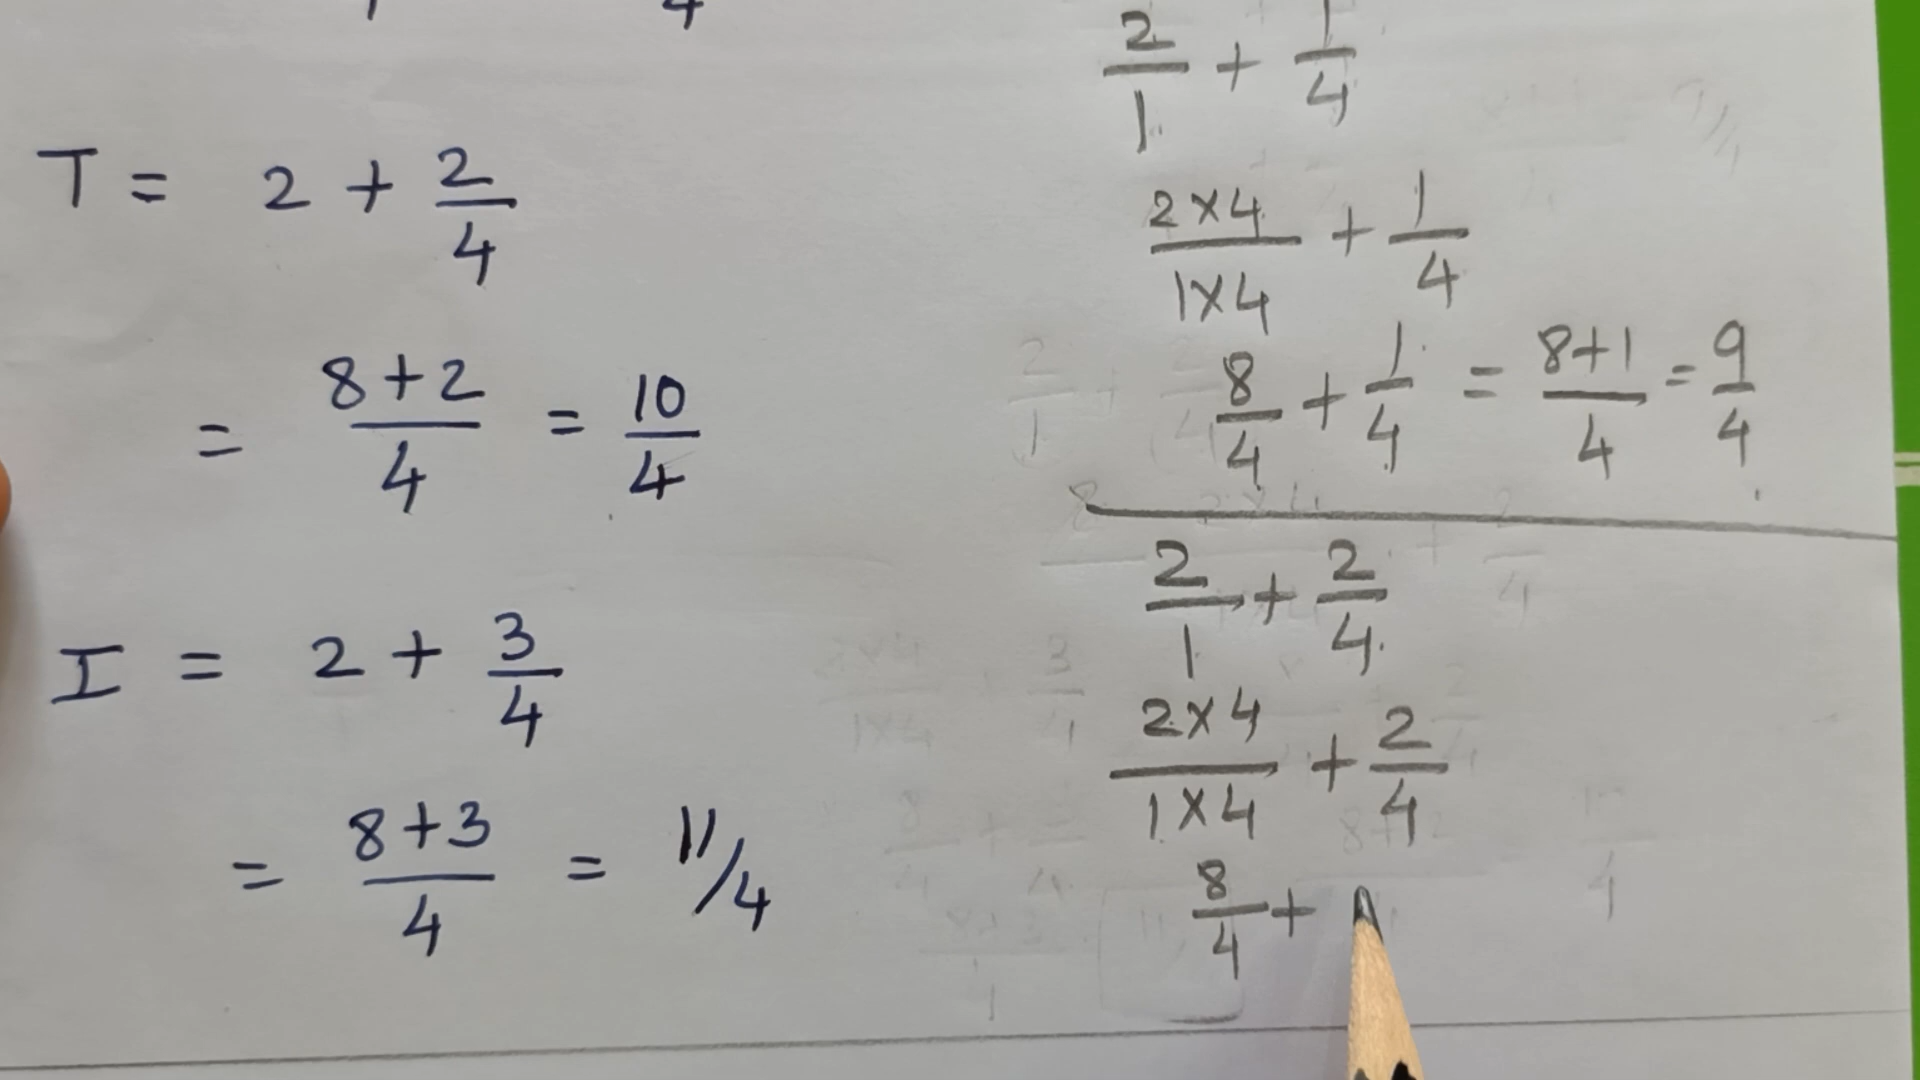 T = 2 + 2/4
= 8+2/4 = 10/4
I = 2 + 3/4
= 8+3/4 = 11/4
2/1 + 1/4
2×4/1×4 + 1/4
8/4 + 1/4 = 8+1/4 = 9/4
2/1 + 2/4
2×4/1×4 + 2/4
8/4 +